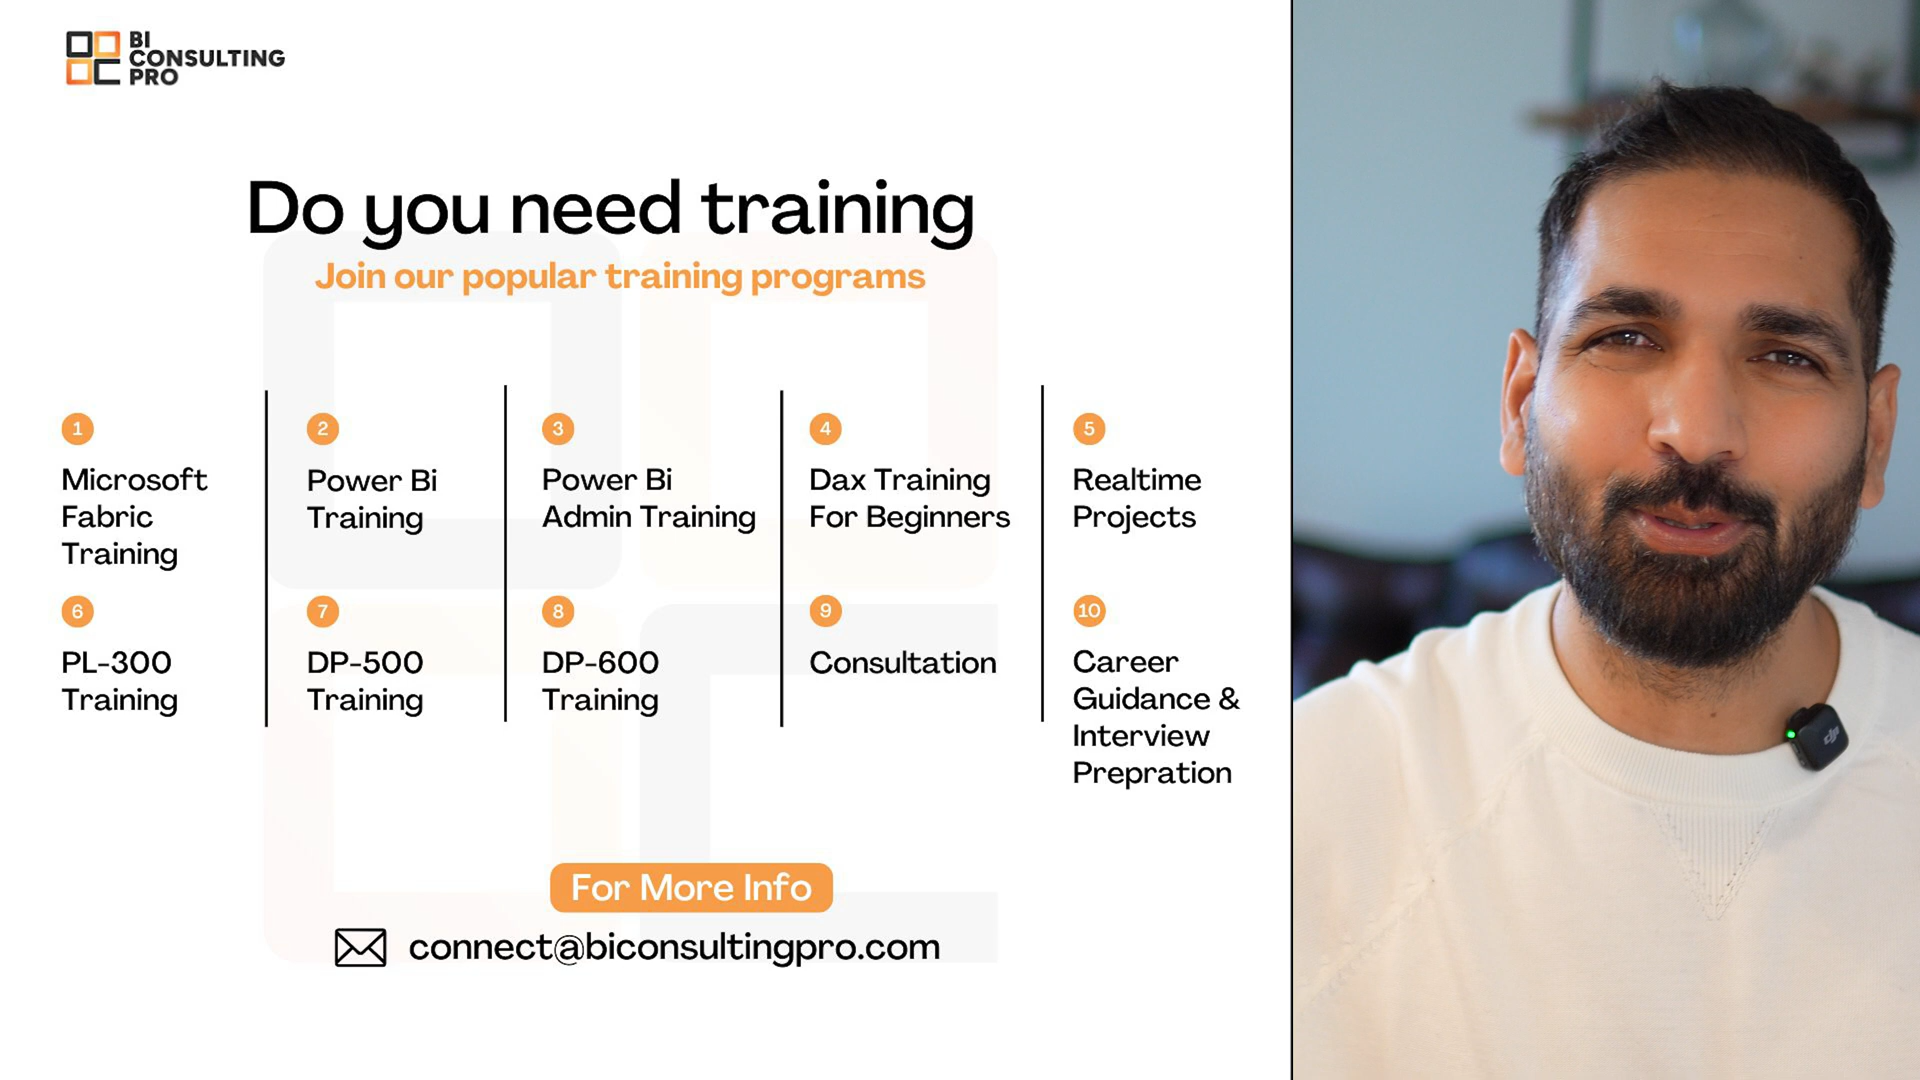 BI
CONSULTING
PRO
Do you need training
Join our popular training programs
1
Microsoft
Fabric
Training
2
Power Bi
Training
3
Power Bi
Admin Training
4
Dax Training
For Beginners
5
Realtime
Projects
6
PL-300
Training
7
DP-500
Training
8
DP-600
Training
9
Consultation
10
Career
Guidance &
Interview
Prepration
For More Info
connect@biconsultingpro.com
dji